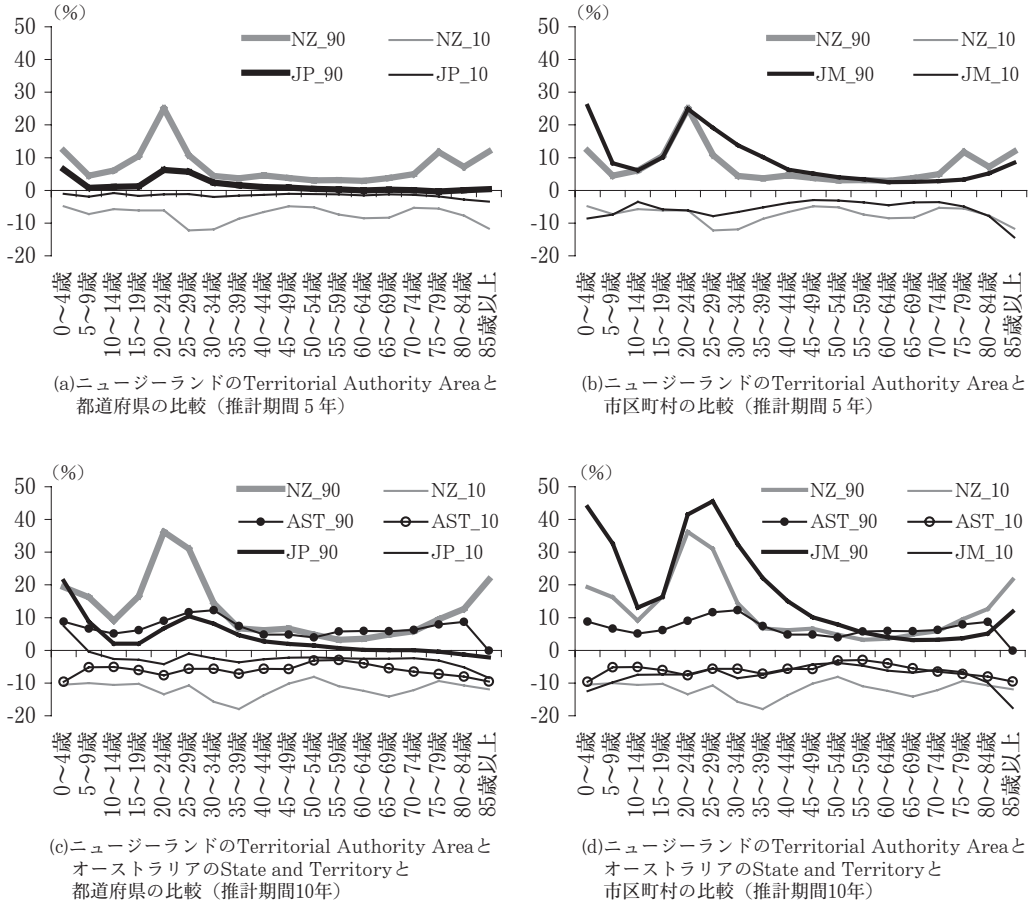 (%)
50
40
30
20
10
0
-10
-20
NZ_90 NZ_10
JP_90 JP_10
0～4歳
5～9歳
10～14歳
15～19歳
20～24歳
25～29歳
30～34歳
35～39歳
40～44歳
45～49歳
50～54歳
55～59歳
60～64歳
65～69歳
70～74歳
75～79歳
80～84歳
85歳以上
(a)ニュージーランドのTerritorial Authority Areaと
都道府県の比較（推計期間５年）
(%)
50
40
30
20
10
0
-10
-20
NZ_90 NZ_10
JM_90 JM_10
0～4歳
5～9歳
10～14歳
15～19歳
20～24歳
25～29歳
30～34歳
35～39歳
40～44歳
45～49歳
50～54歳
55～59歳
60～64歳
65～69歳
70～74歳
75～79歳
80～84歳
85歳以上
(b)ニュージーランドのTerritorial Authority Areaと
市区町村の比較（推計期間５年）
(%)
50
40
30
20
10
0
-10
-20
NZ_90 NZ_10
AST_90 AST_10
JP_90 JP_10
0～4歳
5～9歳
10～14歳
15～19歳
20～24歳
25～29歳
30～34歳
35～39歳
40～44歳
45～49歳
50～54歳
55～59歳
60～64歳
65～69歳
70～74歳
75～79歳
80～84歳
85歳以上
(c)ニュージーランドのTerritorial Authority Areaと
オーストラリアのState and Territoryと
都道府県の比較（推計期間10年）
(%)
50
40
30
20
10
0
-10
-20
NZ_90 NZ_10
AST_90 AST_10
JM_90 JM_10
0～4歳
5～9歳
10～14歳
15～19歳
20～24歳
25～29歳
30～34歳
35～39歳
40～44歳
45～49歳
50～54歳
55～59歳
60～64歳
65～69歳
70～74歳
75～79歳
80～84歳
85歳以上
(d)ニュージーランドのTerritorial Authority Areaと
オーストラリアのState and Territoryと
市区町村の比較（推計期間10年）